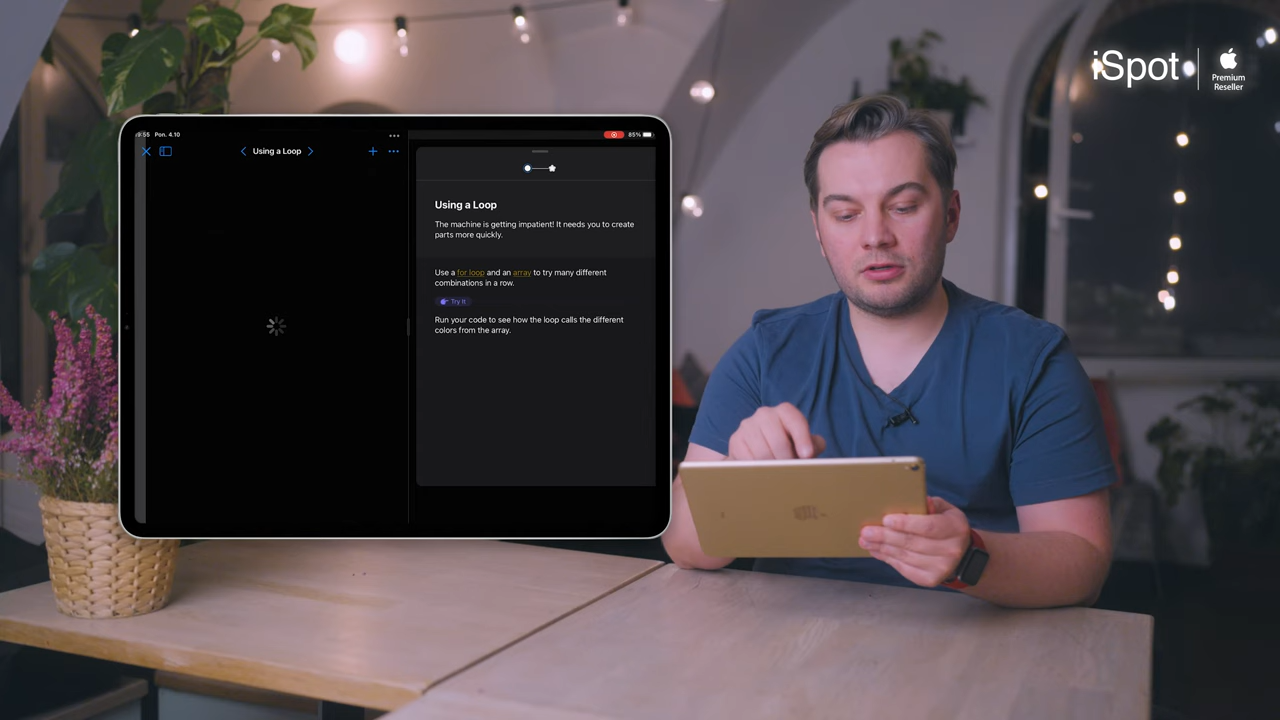 iSpot
Premium
Reseller
9:55 Pon. 4.10
85%
Using a Loop
Using a Loop
The machine is getting impatient! It needs you to create
parts more quickly.
Use a for loop and an array to try many different
combinations in a row.
Try It
Run your code to see how the loop calls the different
colors from the array.